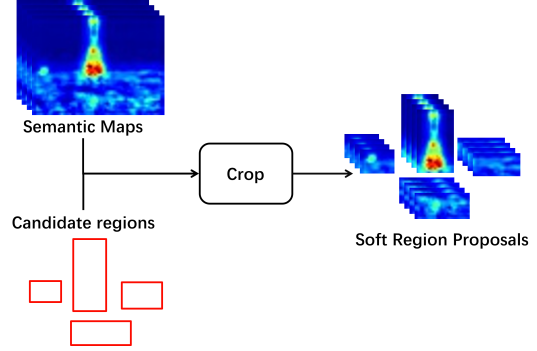 Semantic Maps
Crop
Candidate regions
Soft Region Proposals